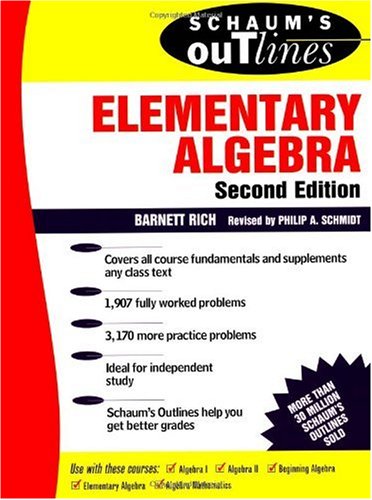 Copyrighted Material
SCHAUM'S
ouTlines
ELEMENTARY
ALGEBRA
Second Edition
BARNETT RICH Revised by PHILIP A. SCHMIDT
Covers all course fundamentals and supplements
any class text
1,907 fully worked problems
3,170 more practice problems
Ideal for independent
study
Schaum's Outlines help you
get better grades
MORE THAN
30 MILLION
SCHAUM'S
OUTLINES
SOLD
Use with these courses: Algebra I Algebra II Beginning Algebra
Elementary Algebra Mathematics